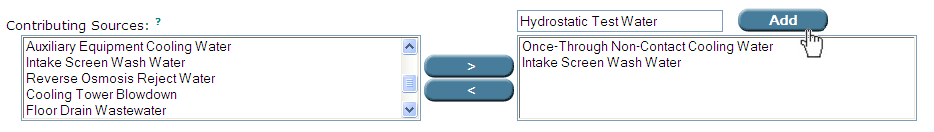 Contributing Sources: ?
Hydrostatic Test Water
Add
Auxiliary Equipment Cooling Water
Intake Screen Wash Water
Reverse Osmosis Reject Water
Cooling Tower Blowdown
Floor Drain Wastewater
>
<
Once-Through Non-Contact Cooling Water
Intake Screen Wash Water